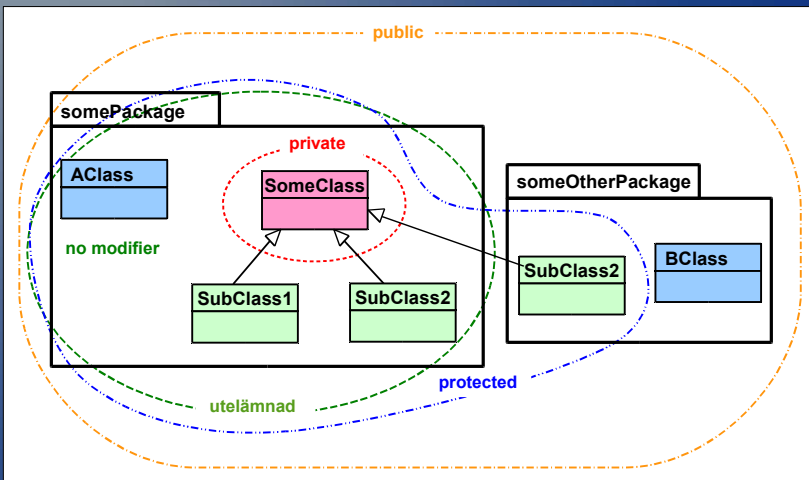 public
somePackage
private
AClass
SomeClass
someOtherPackage
no modifier
SubClass2
BClass
SubClass1
SubClass2
protected
utelämnad